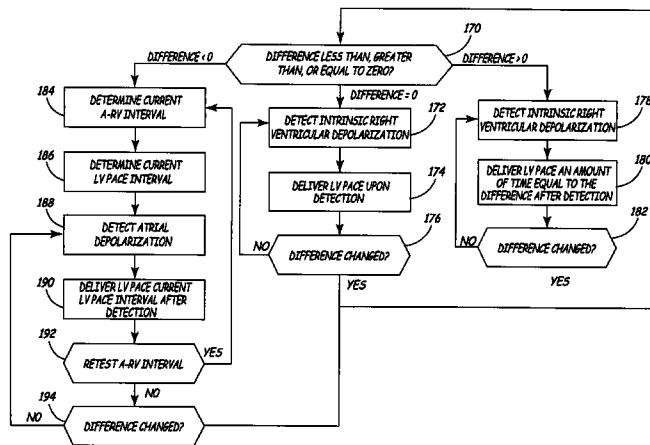 170
DIFFERENCE LESS THAN, GREATER
THAN, OR EQUAL TO ZERO?
DIFFERENCE < 0
DIFFERENCE = 0
DIFFERENCE > 0
184
DETERMINE CURRENT
A-RV INTERVAL
186
DETERMINE CURRENT
LV PACE INTERVAL
188
DETECT ATRIAL
DEPOLARIZATION
190
DELIVER LV PACE CURRENT
LV PACE INTERVAL AFTER
DETECTION
192
RETEST A-RV INTERVAL
YES
NO
194
DIFFERENCE CHANGED?
NO
172
DETECT INTRINSIC RIGHT
VENTRICULAR DEPOLARIZATION
174
DELIVER LV PACE UPON
DETECTION
176
DIFFERENCE CHANGED?
NO
YES
178
DETECT INTRINSIC RIGHT
VENTRICULAR DEPOLARIZATION
180
DELIVER LV PACE AN AMOUNT
OF TIME EQUAL TO THE
DIFFERENCE AFTER DETECTION
182
DIFFERENCE CHANGED?
NO
YES